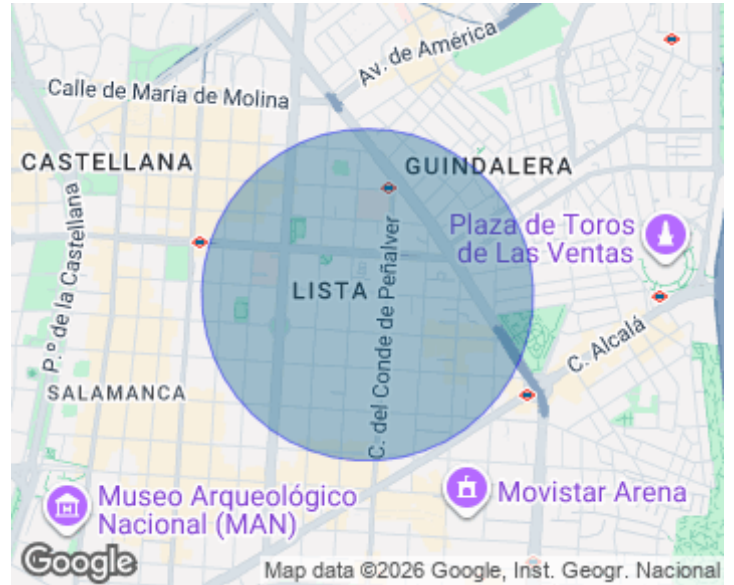 Av. de América
Calle de María de Molina
CASTELLANA
GUINDALERA
Plaza de Toros
de Las Ventas
P.º de la Castellana
C. del Conde de Peñalver
LISTA
C. Alcalá
SALAMANCA
Museo Arqueológico
Nacional (MAN)
Movistar Arena
Google
Map data ©2026 Google, Inst. Geogr. Nacional